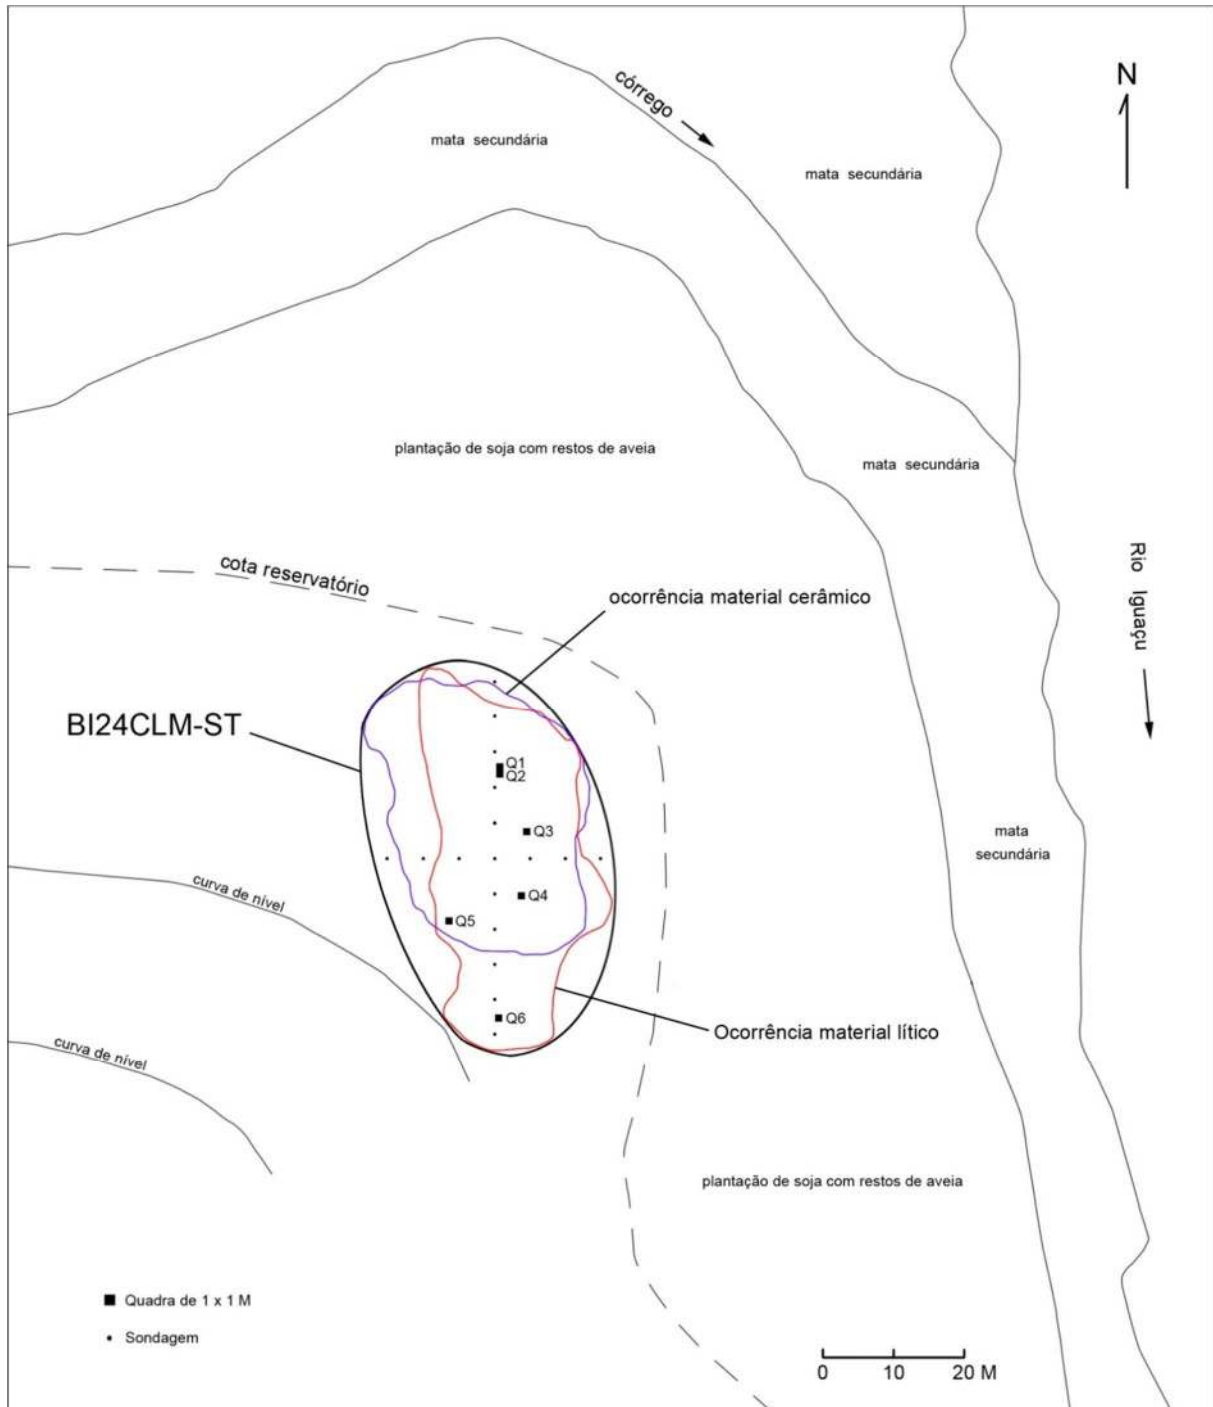 córrego
N
mata secundária
mata secundária
plantação de soja com restos de aveia
mata secundária
Rio Iguaçu
cota reservatório
ocorrência material cerâmico
BI24CLM-ST
Q1
Q2
Q3
mata
secundária
curva de nível
Q4
Q5
Q6
Ocorrência material lítico
curva de nível
plantação de soja com restos de aveia
Quadra de 1 x 1 M
Sondagem
0 10 20 M